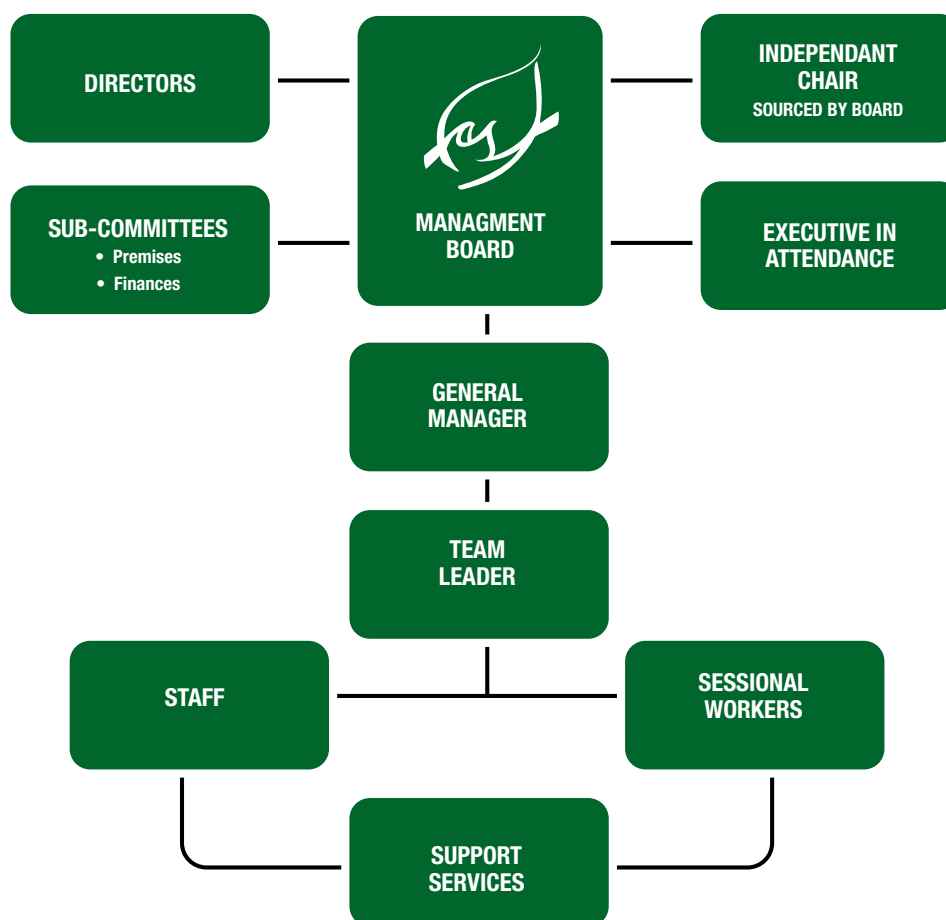 DIRECTORS
INDEPENDANT
CHAIR
SOURCED BY BOARD
SUB-COMMITTEES
• Premises
• Finances
MANAGMENT
BOARD
EXECUTIVE IN
ATTENDANCE
GENERAL
MANAGER
TEAM
LEADER
STAFF
SESSIONAL
WORKERS
SUPPORT
SERVICES